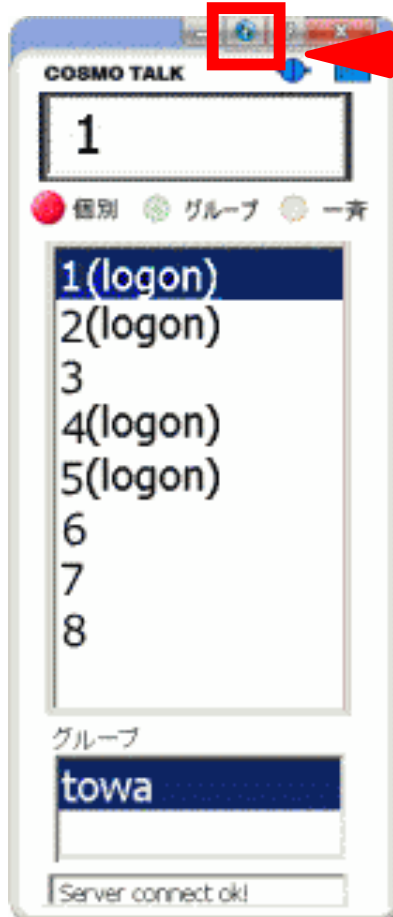 COSMO TALK
1
個別 グループ 一斉
1(logon)
2(logon)
3
4(logon)
5(logon)
6
7
8
グループ
towa
Server connect ok!